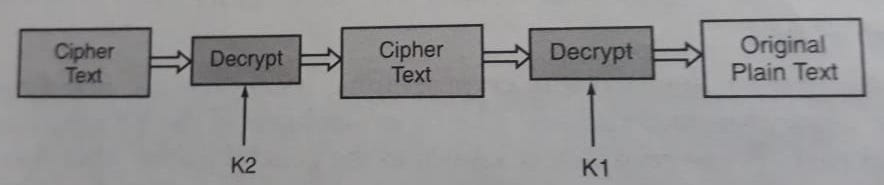 Cipher
Text
Decrypt
Cipher
Text
Decrypt
Original
Plain Text
K2
K1